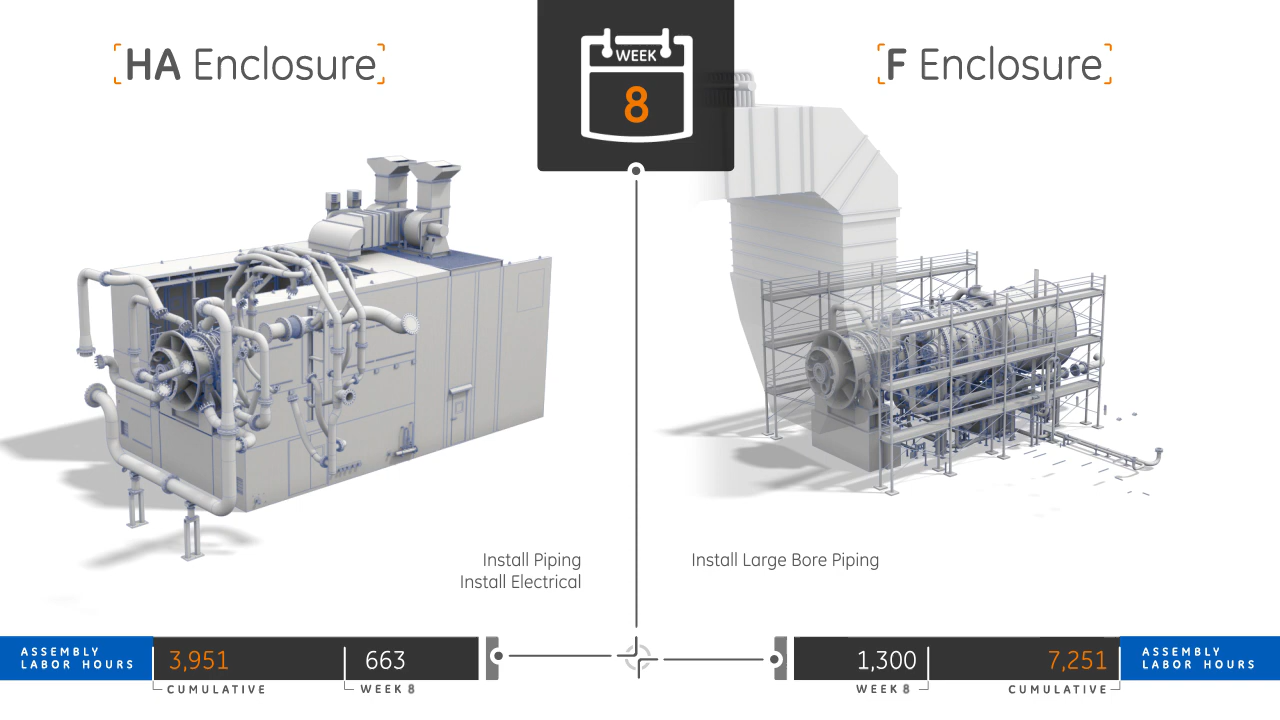 HA Enclosure
WEEK
8
F Enclosure
Install Piping
Install Electrical
Install Large Bore Piping
ASSEMBLY
LABOR HOURS
3,951
663
CUMULATIVE
WEEK 8
1,300
7,251
WEEK 8
CUMULATIVE
ASSEMBLY
LABOR HOURS